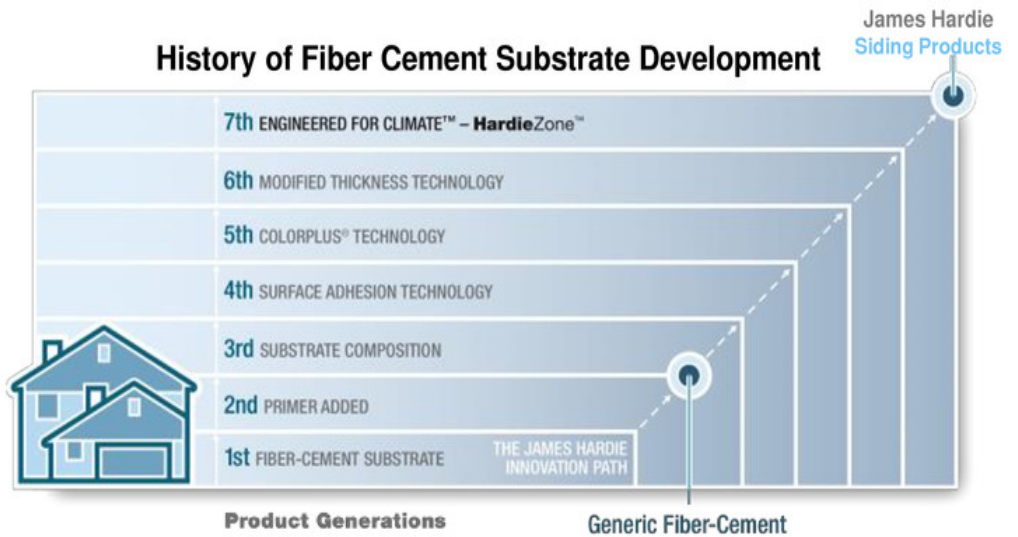 James Hardie
Siding Products
History of Fiber Cement Substrate Development
7th ENGINEERED FOR CLIMATE™ – HardieZone™
6th MODIFIED THICKNESS TECHNOLOGY
5th COLORPLUS® TECHNOLOGY
4th SURFACE ADHESION TECHNOLOGY
3rd SUBSTRATE COMPOSITION
2nd PRIMER ADDED
1st FIBER-CEMENT SUBSTRATE
THE JAMES HARDIE
INNOVATION PATH
Product Generations
Generic Fiber-Cement